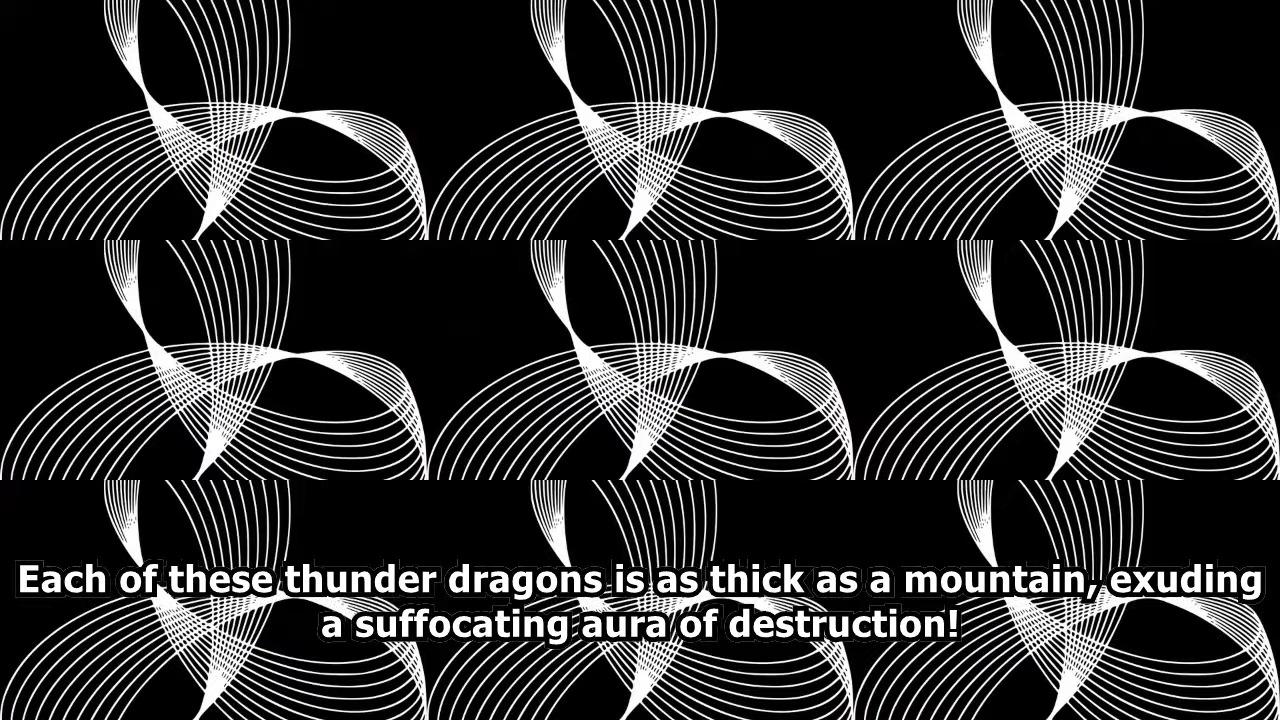 Each of these thunder dragons is as thick as a mountain, exuding
a suffocating aura of destruction!